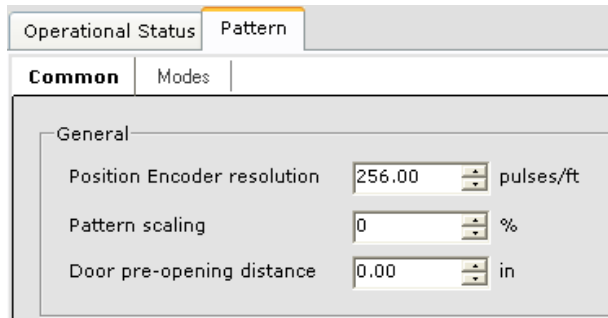 Operational Status Pattern
Common Modes
General
Position Encoder resolution 256.00 pulses/ft
Pattern scaling 0 %
Door pre-opening distance 0.00 in